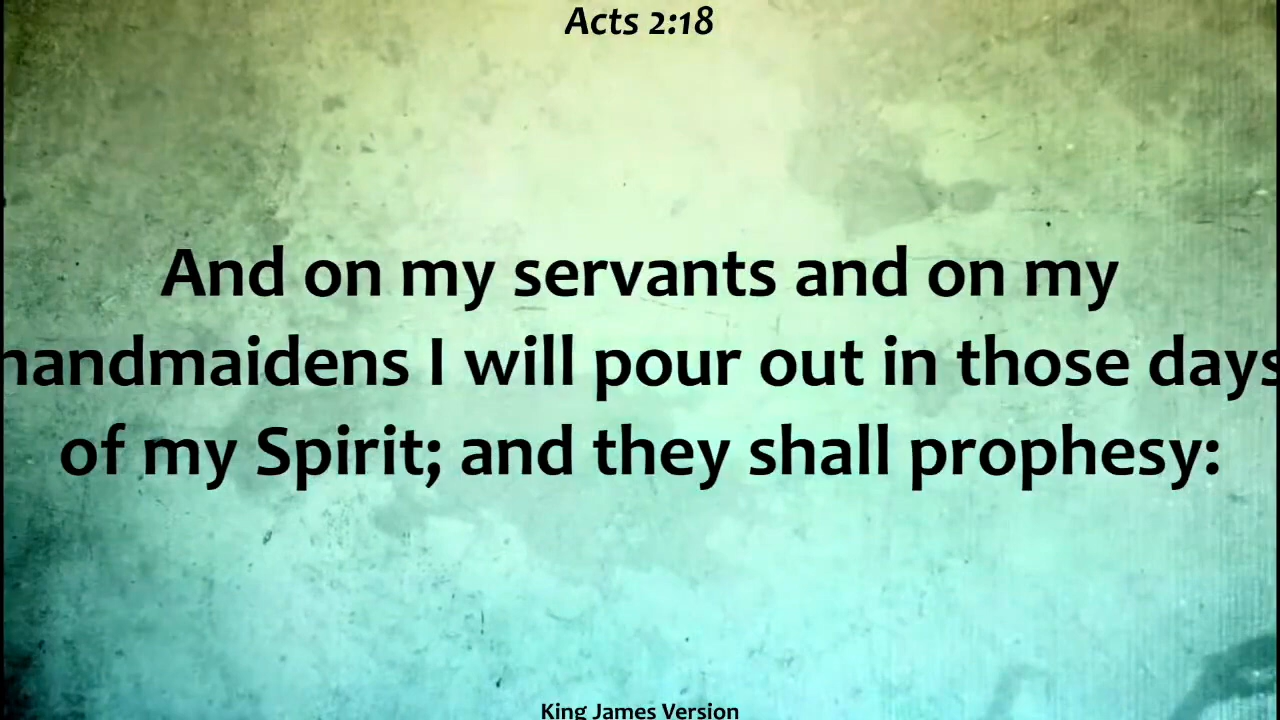 Acts 2:18
And on my servants and on my
handmaidens I will pour out in those days
of my Spirit; and they shall prophesy:
King James Version